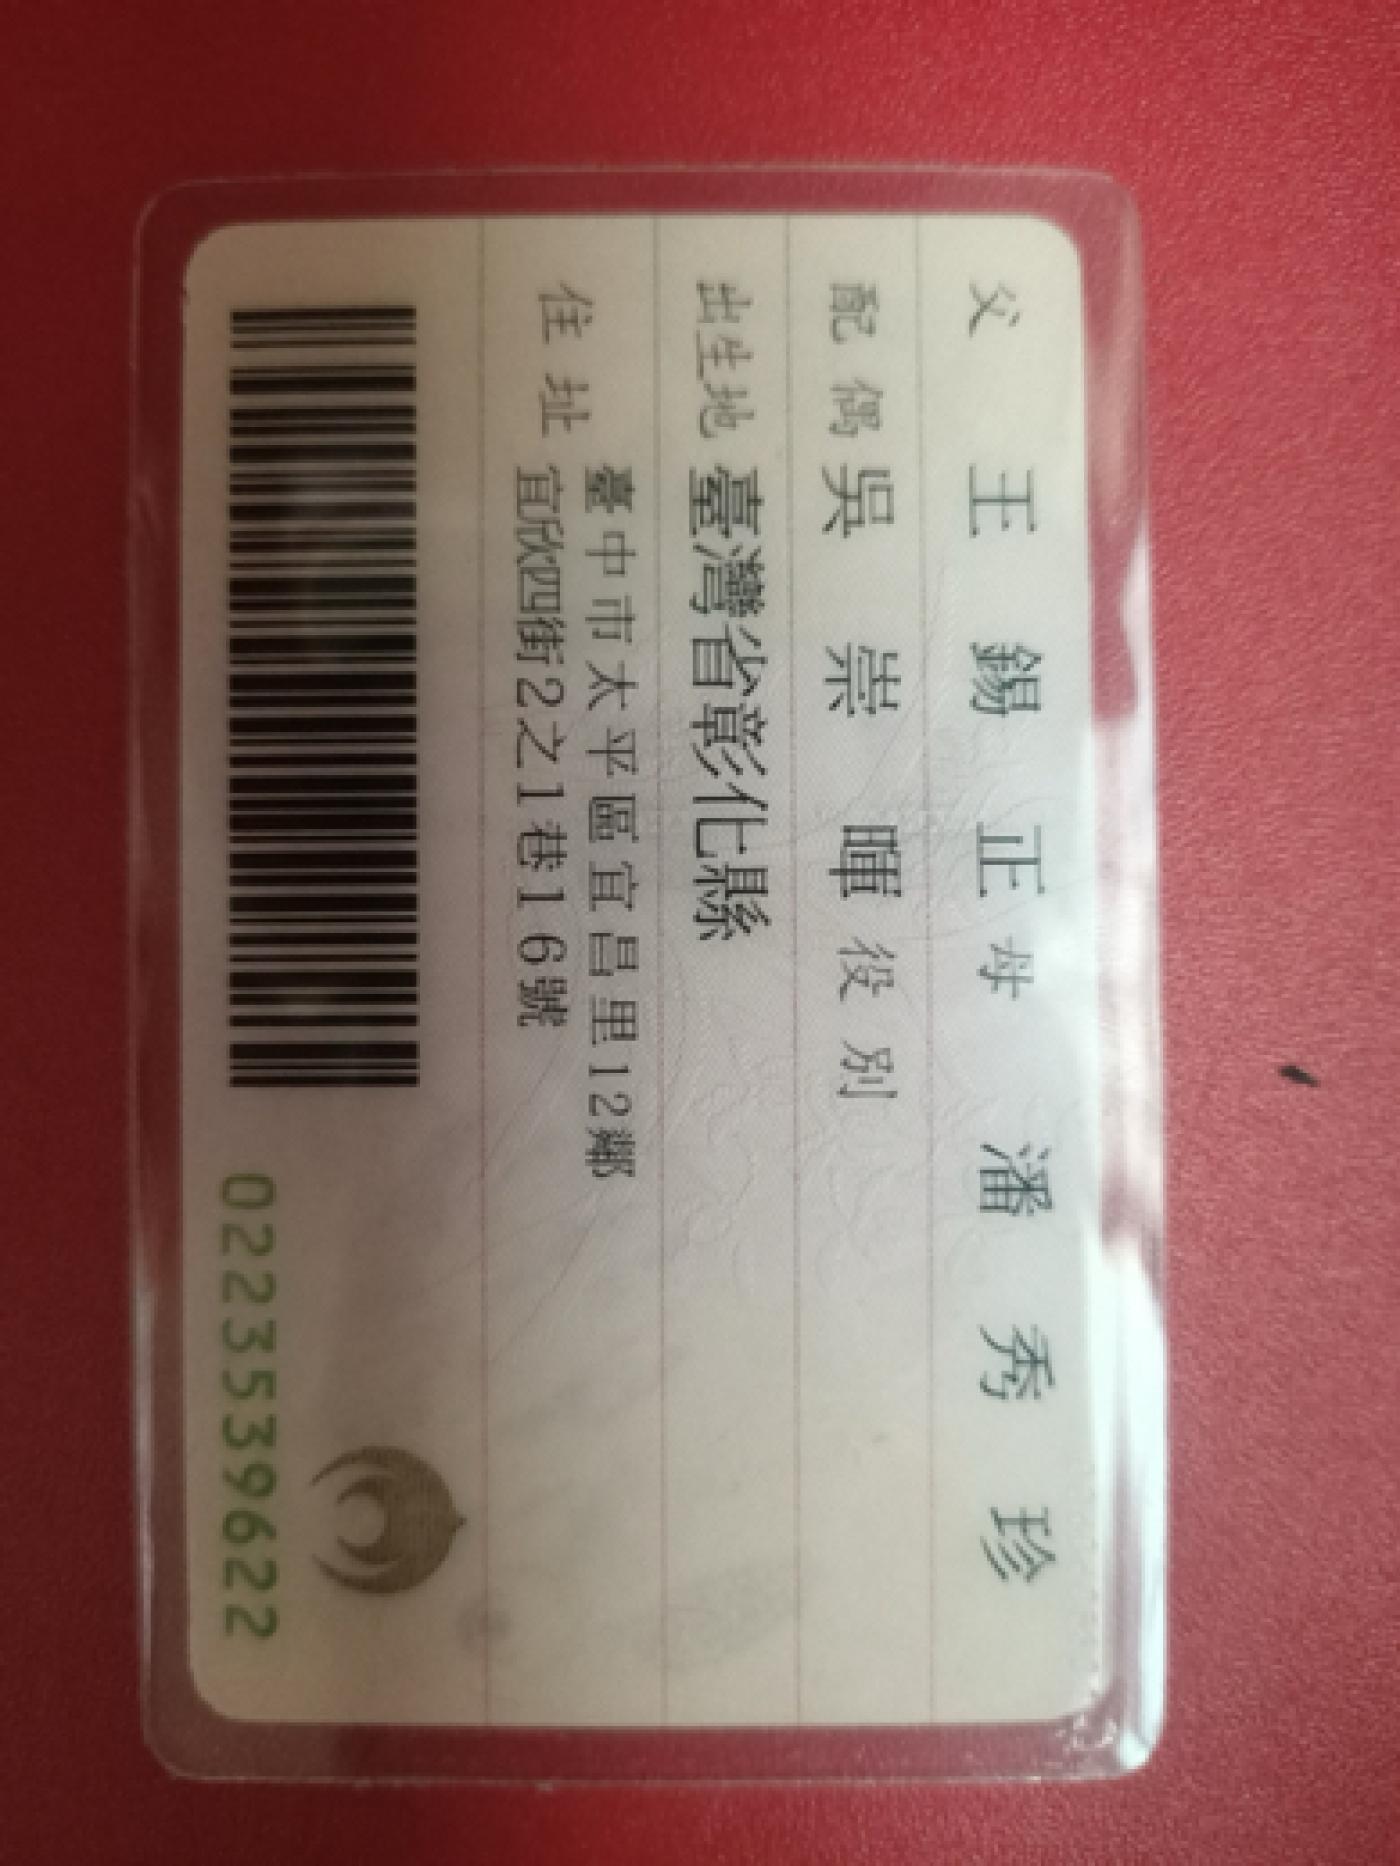 父 王錫正 母 潘秀珍
配偶 吳崇暉 役別
出生地 臺灣省彰化縣
住址 臺中市太平區宜昌里12鄰
宜欣四街2之1巷16號
0223539622